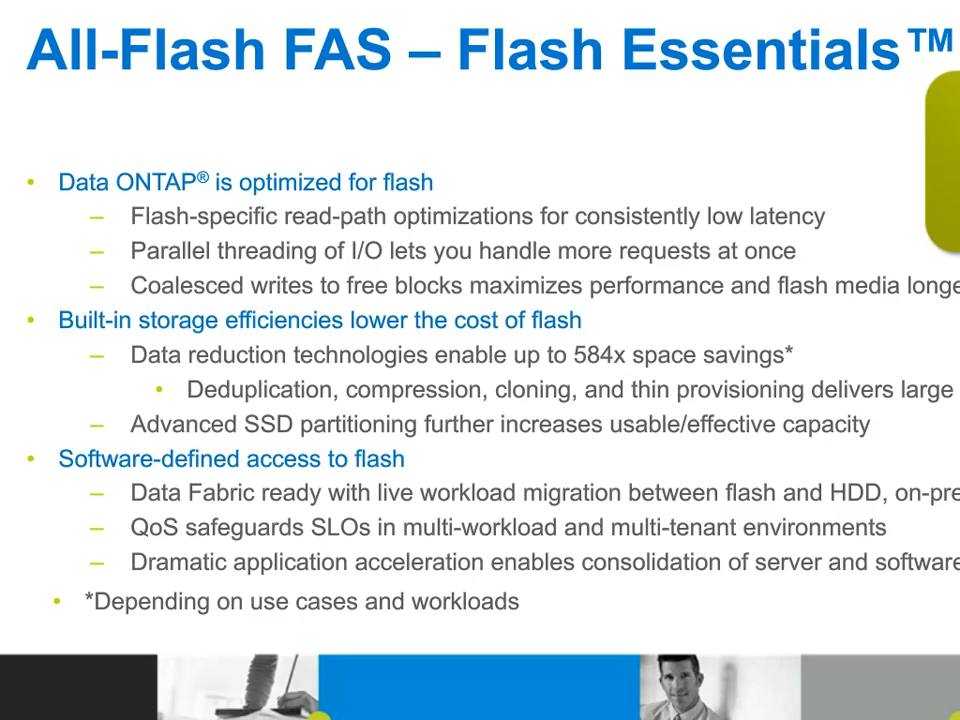 All-Flash FAS – Flash Essentials™
• Data ONTAP® is optimized for flash
– Flash-specific read-path optimizations for consistently low latency
– Parallel threading of I/O lets you handle more requests at once
– Coalesced writes to free blocks maximizes performance and flash media longe
• Built-in storage efficiencies lower the cost of flash
– Data reduction technologies enable up to 584x space savings*
• Deduplication, compression, cloning, and thin provisioning delivers large
– Advanced SSD partitioning further increases usable/effective capacity
• Software-defined access to flash
– Data Fabric ready with live workload migration between flash and HDD, on-pre
– QoS safeguards SLOs in multi-workload and multi-tenant environments
– Dramatic application acceleration enables consolidation of server and software
• *Depending on use cases and workloads